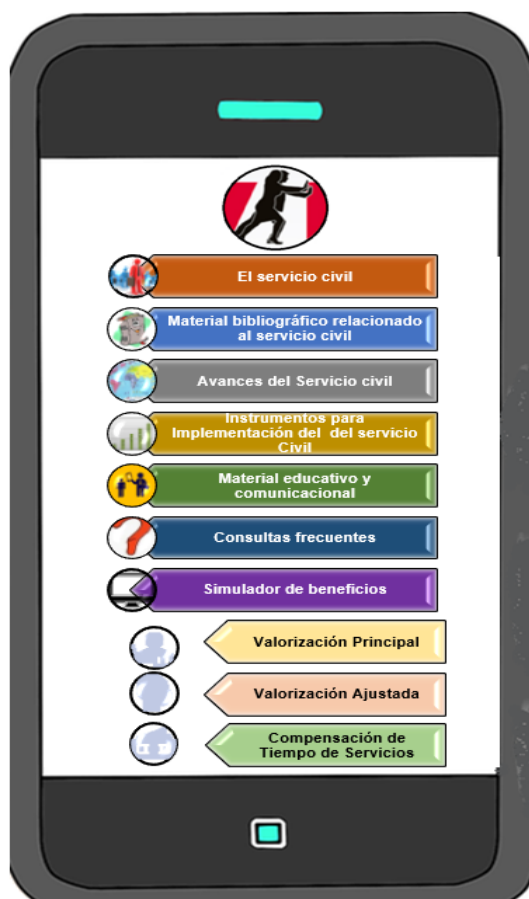 El servicio civil
Material bibliográfico relacionado
al servicio civil
Avances del Servicio civil
Instrumentos para
Implementación del  del servicio
Civil
Material educativo y
comunicacional
Consultas frecuentes
Simulador de beneficios
Valorización Principal
Valorización Ajustada
Compensación de
Tiempo de Servicios